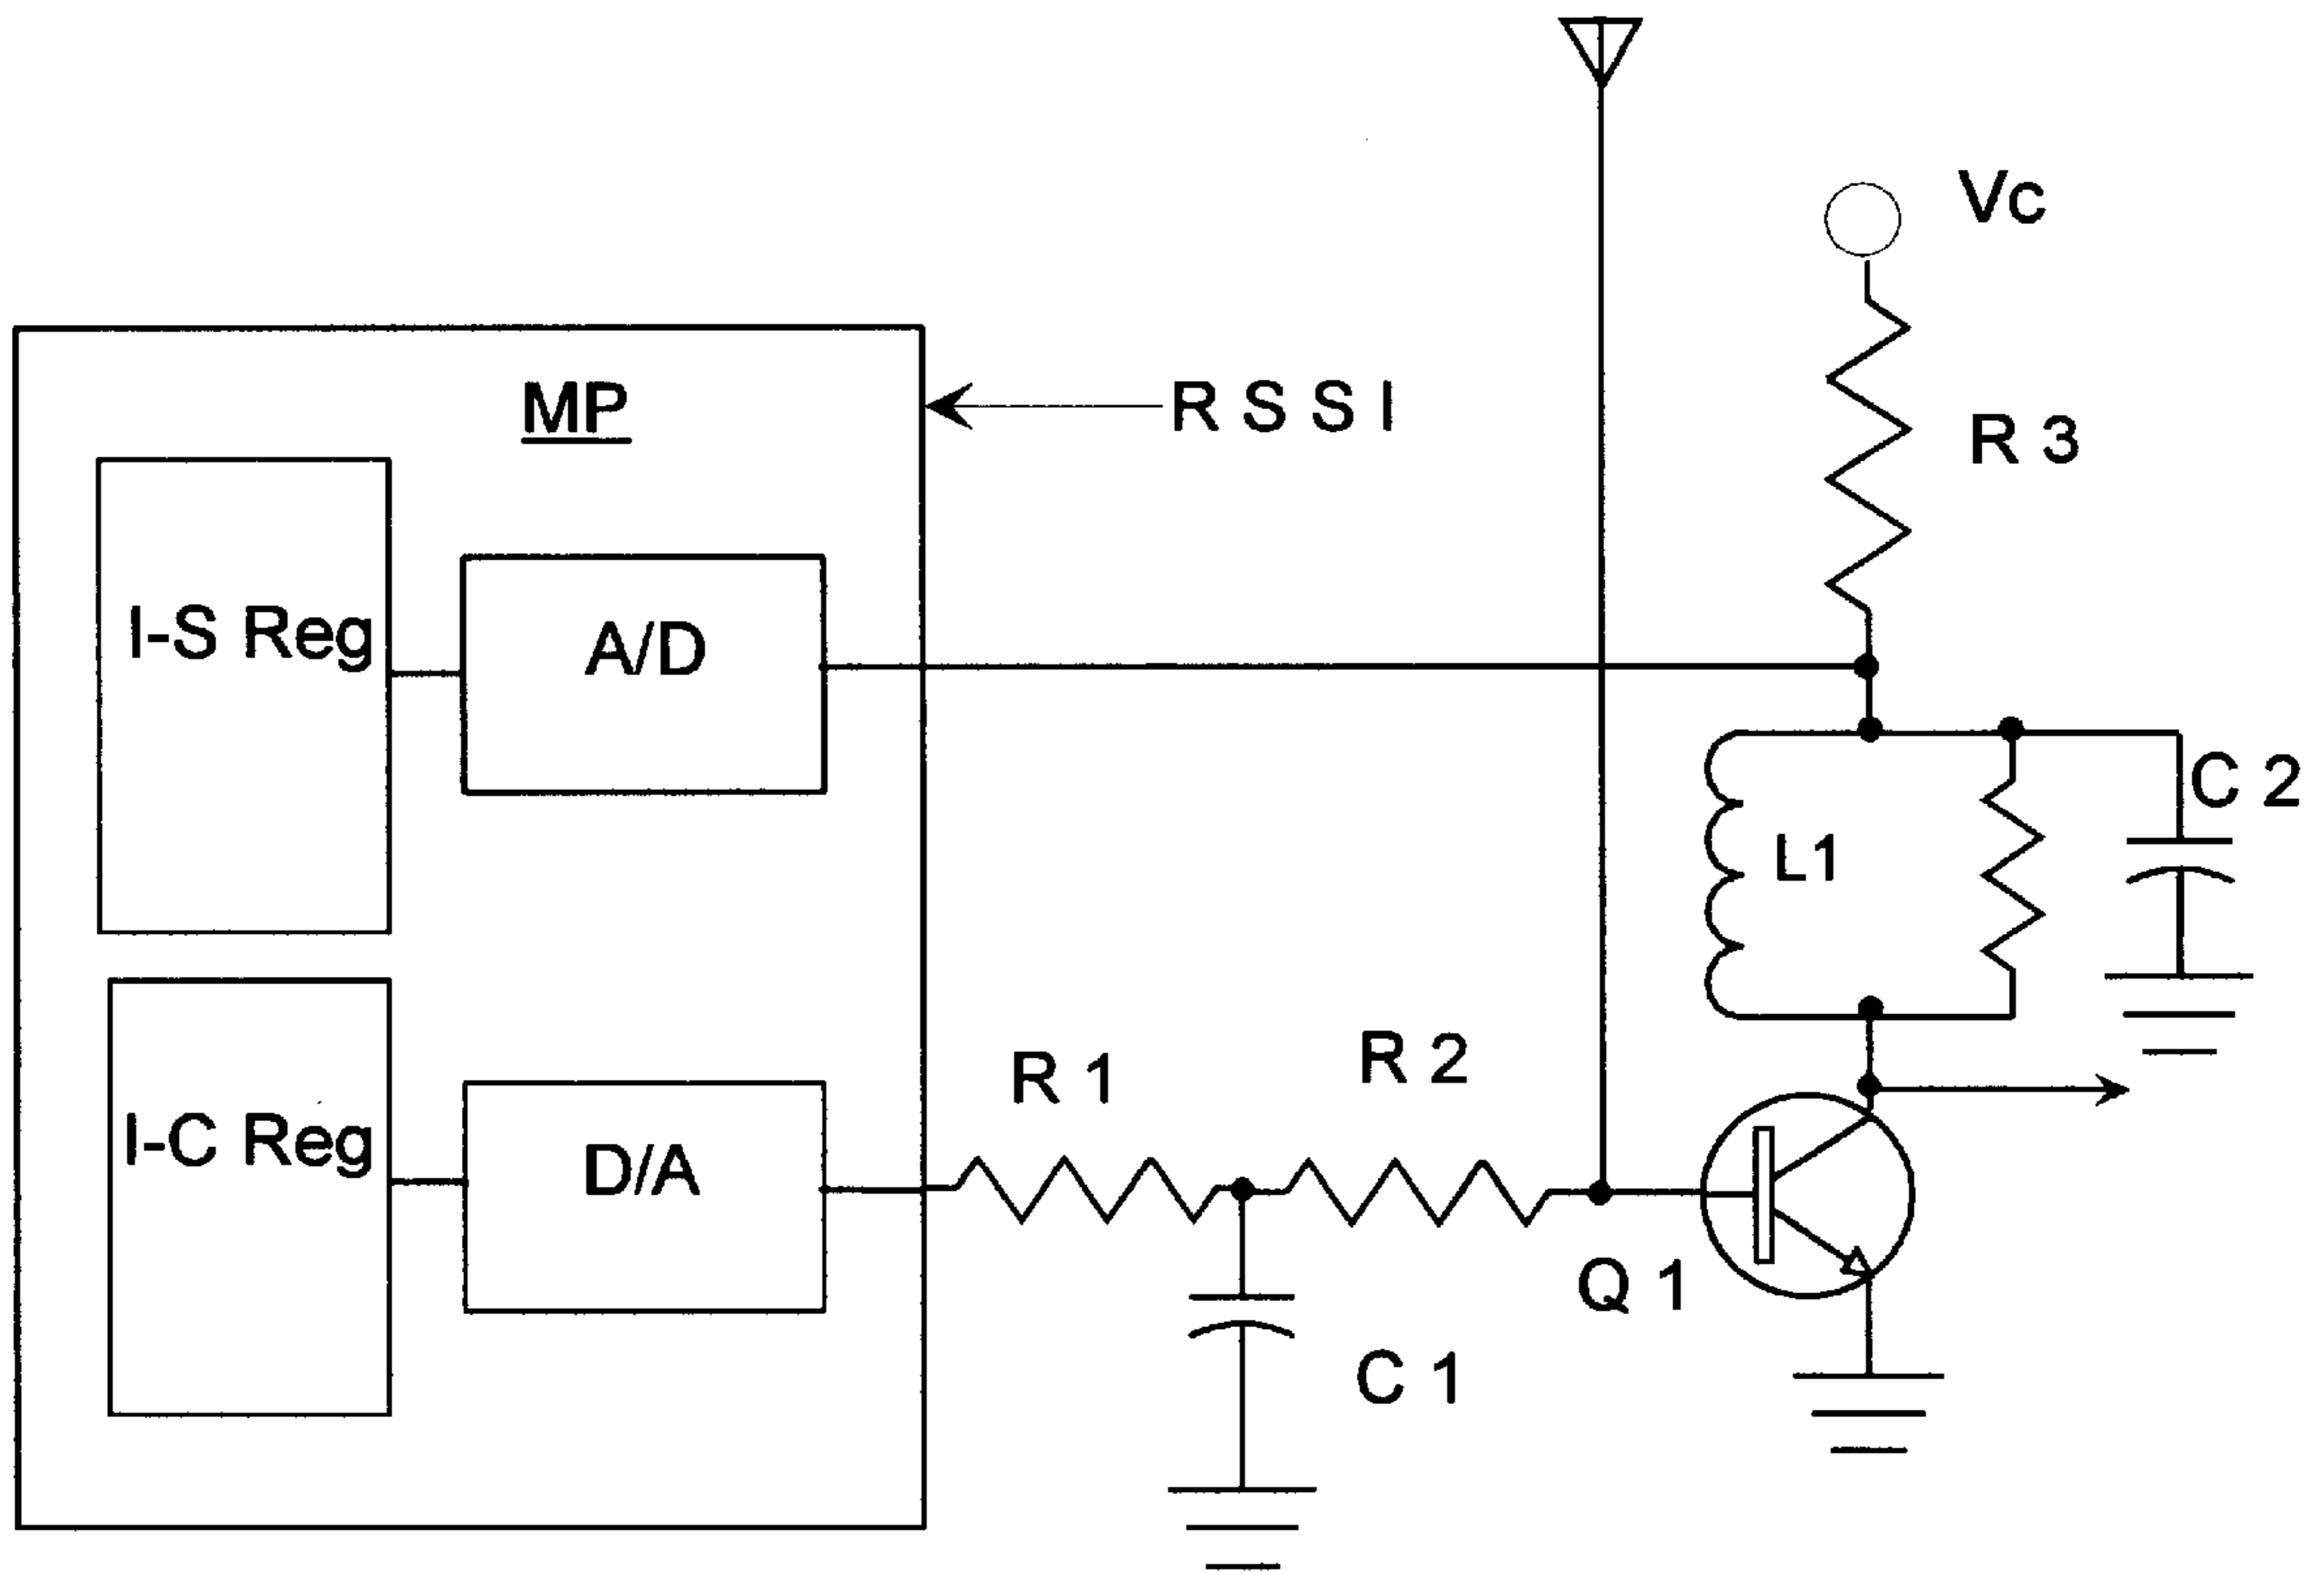 Vc
MP
R S S I
R 3
I-S Reg
A/D
C 2
L1
R 1
R 2
I-C Reg
D/A
Q 1
C 1